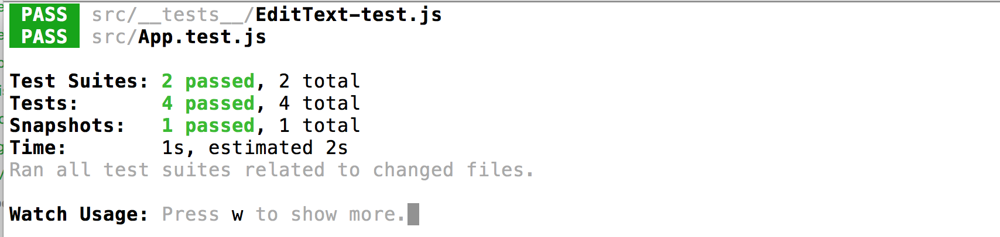 PASS src/__tests__/EditText-test.js
PASS src/App.test.js
Test Suites: 2 passed, 2 total
Tests: 4 passed, 4 total
Snapshots: 1 passed, 1 total
Time: 1s, estimated 2s
Ran all test suites related to changed files.
Watch Usage: Press w to show more.